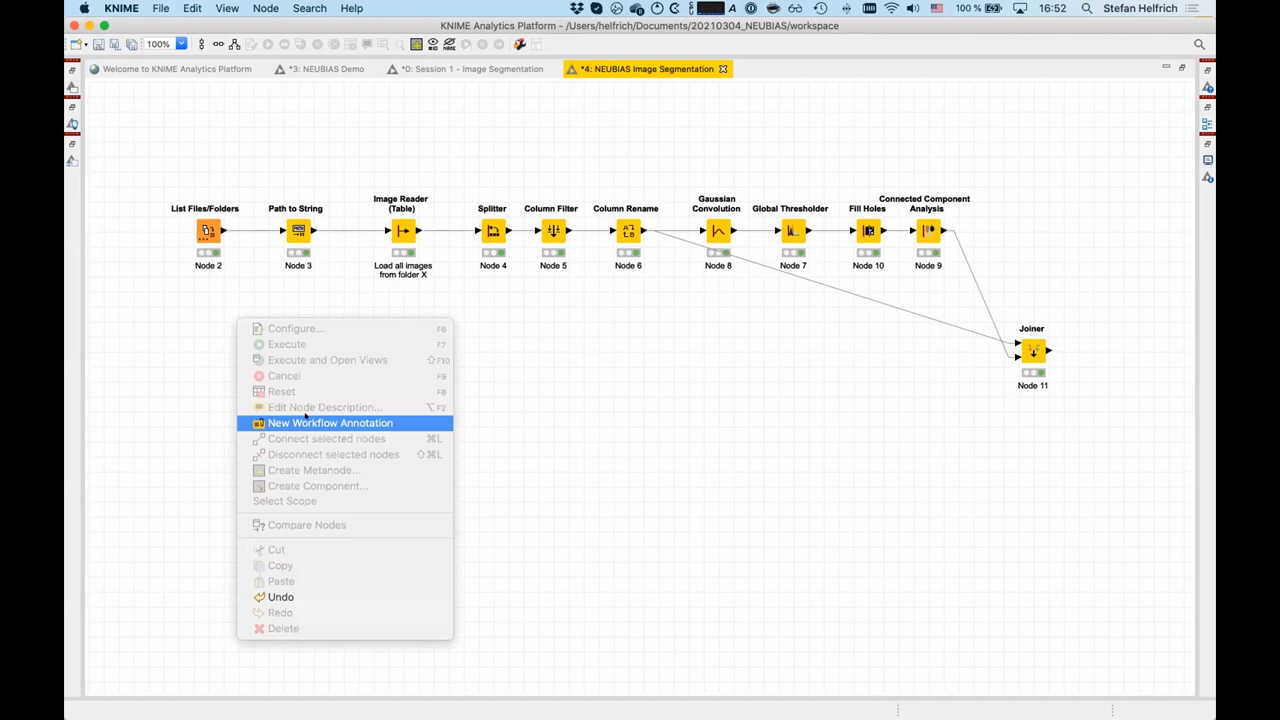 KNIME File Edit View Node Search Help
100% 16:52 Stefan Helfrich
KNIME Analytics Platform - /Users/helfrich/Documents/20210304_NEUBIAS/workspace
100%
Welcome to KNIME Analytics Platform *3: NEUBIAS Demo *0: Session 1 - Image Segmentation *4: NEUBIAS Image Segmentation
List Files/Folders
Node 2
Path to String
Node 3
Image Reader
(Table)
Load all images
from folder X
Splitter
Node 4
Column Filter
Node 5
Column Rename
Node 6
Gaussian
Convolution
Node 8
Global Thresholder
Node 7
Fill Holes
Node 10
Connected Component
Analysis
Node 9
Joiner
Node 11
Configure... F6
Execute F7
Execute and Open Views ⇧F10
Cancel F9
Reset F8
Edit Node Description... ⌥F2
New Workflow Annotation
Connect selected nodes ⌘L
Disconnect selected nodes ⇧⌘L
Create Metanode...
Create Component...
Select Scope
Compare Nodes
Cut
Copy
Paste
Undo
Redo
Delete